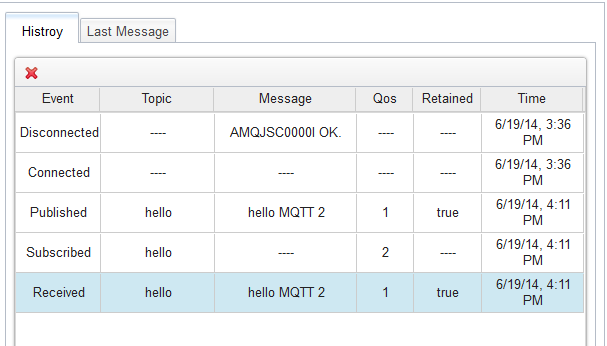 Histroy Last Message
Event Topic Message Qos Retained Time
Disconnected ---- AMQJSC0000I OK. ---- ---- 6/19/14, 3:36 PM
Connected ---- ---- ---- ---- 6/19/14, 3:36 PM
Published hello hello MQTT 2 1 true 6/19/14, 4:11 PM
Subscribed hello ---- 2 ---- 6/19/14, 4:11 PM
Received hello hello MQTT 2 1 true 6/19/14, 4:11 PM